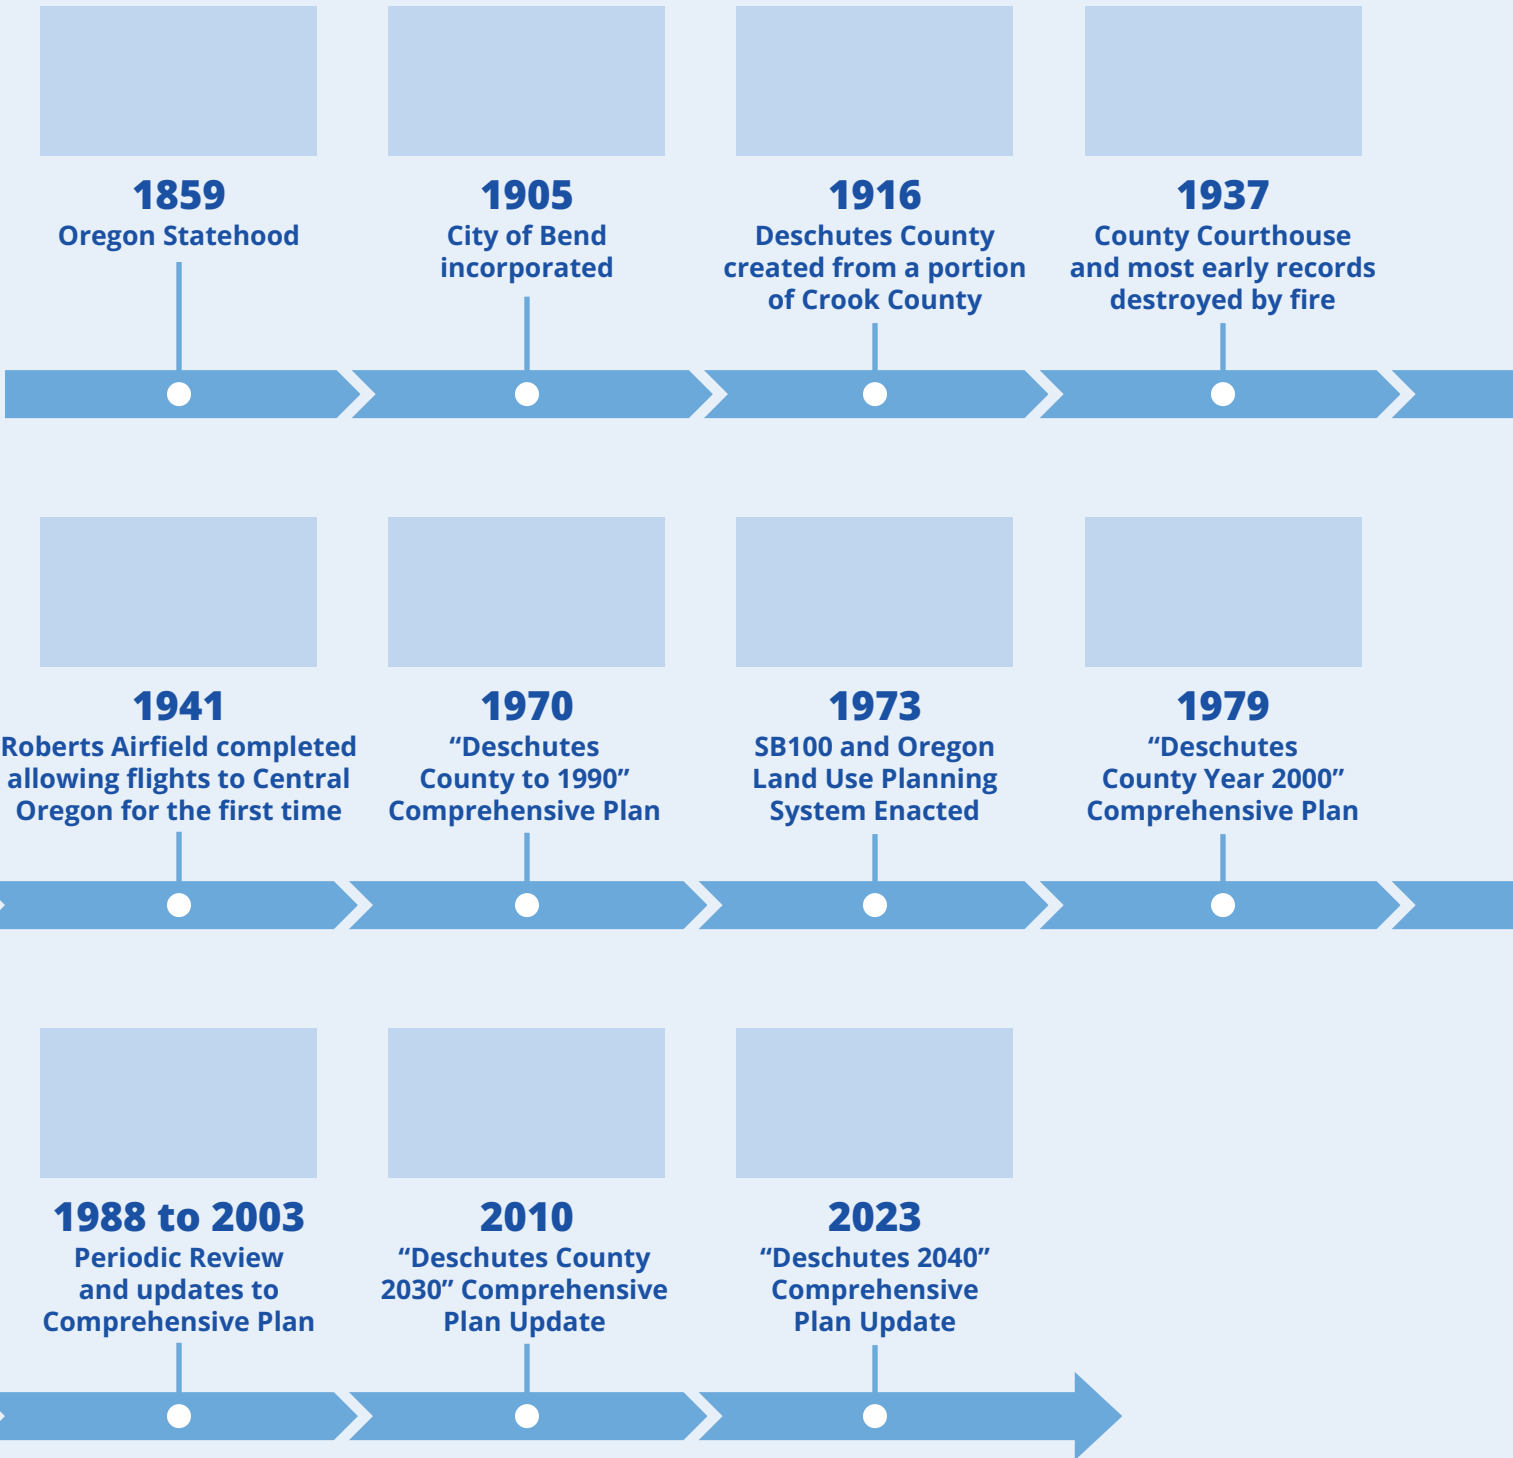 1859
Oregon Statehood
1905
City of Bend
incorporated
1916
Deschutes County
created from a portion
of Crook County
1937
County Courthouse
and most early records
destroyed by fire
1941
Roberts Airfield completed
allowing flights to Central
Oregon for the first time
1970
“Deschutes
County to 1990”
Comprehensive Plan
1973
SB100 and Oregon
Land Use Planning
System Enacted
1979
“Deschutes
County Year 2000”
Comprehensive Plan
1988 to 2003
Periodic Review
and updates to
Comprehensive Plan
2010
“Deschutes County
2030” Comprehensive
Plan Update
2023
“Deschutes 2040”
Comprehensive
Plan Update